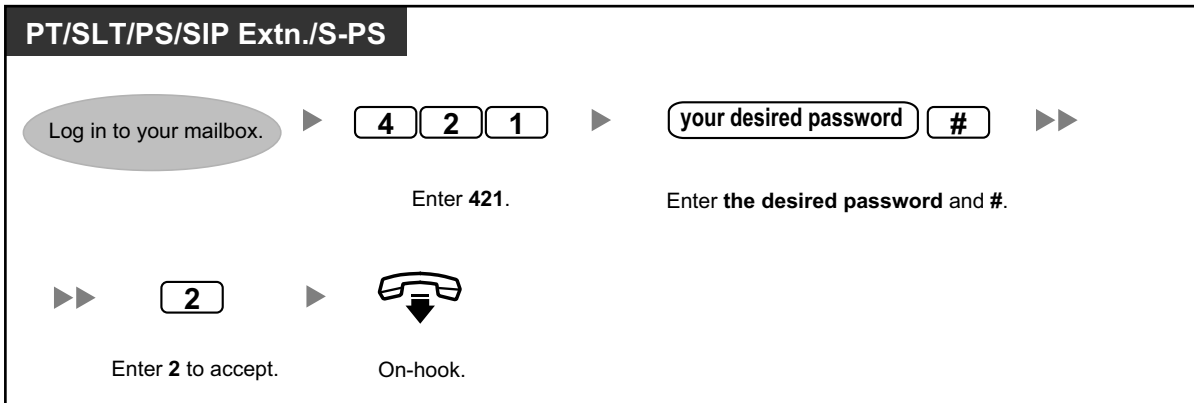 PT/SLT/PS/SIP Extn./S-PS
Log in to your mailbox.
4 2 1
your desired password #
Enter 421.
Enter the desired password and #.
2
Enter 2 to accept.
On-hook.